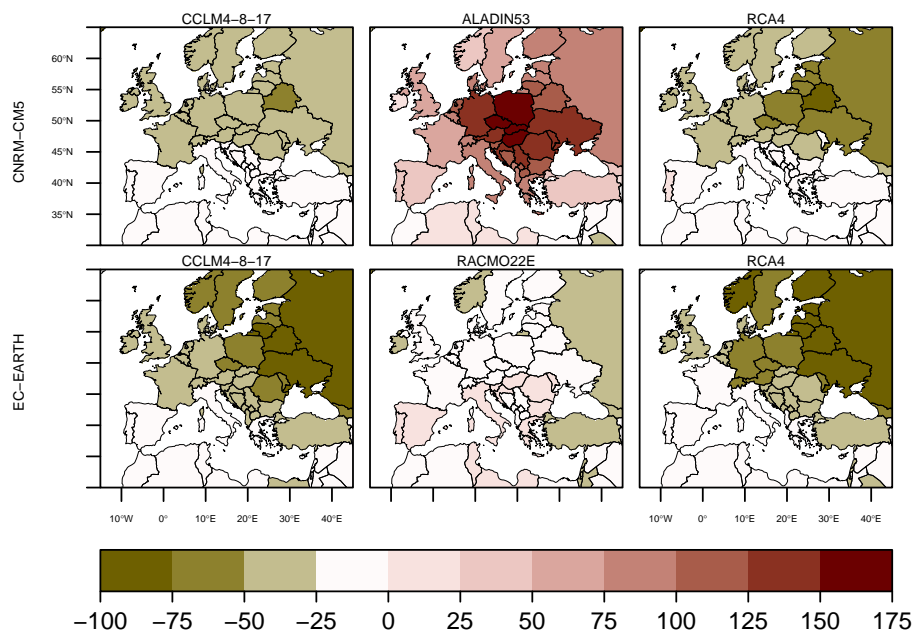 CCLM4−8−17 ALADIN53 RCA4
CNRM−CM5
60°N
55°N
50°N
45°N
40°N
35°N
CCLM4−8−17 RACMO22E RCA4
EC−EARTH
10°W 0° 10°E 20°E 30°E 40°E 10°W 0° 10°E 20°E 30°E 40°E
−100 −75 −50 −25 0 25 50 75 100 125 150 175